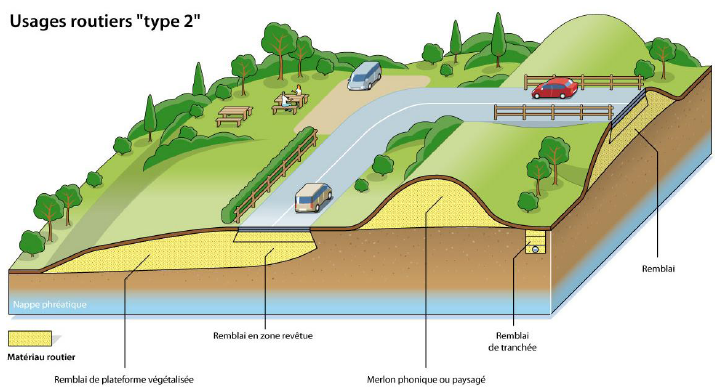 Usages routiers "type 2"
Remblai
Nappe phréatique
Remblai en zone revêtue
Remblai
de tranchée
Matériau routier
Remblai de plateforme végétalisée
Merlon phonique ou paysagé